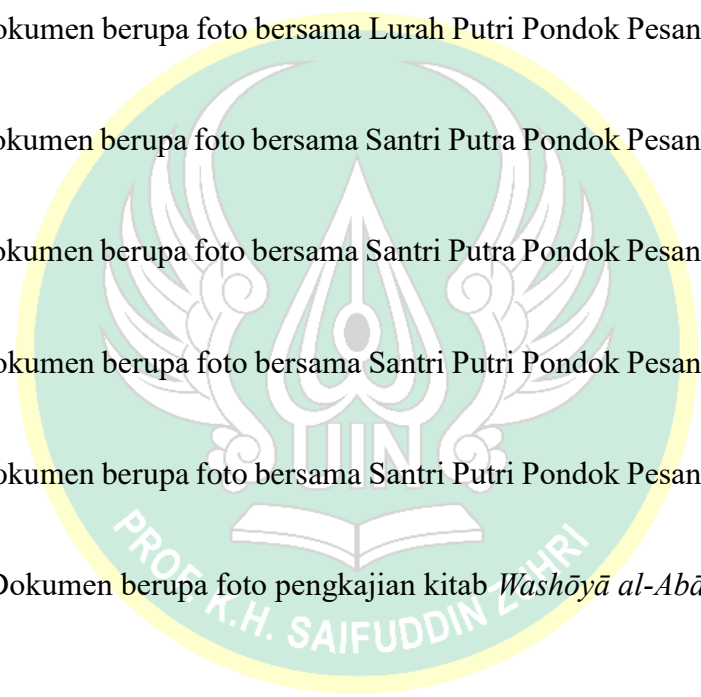 okumen berupa foto bersama Lurah Putri Pondok Pesan
okumen berupa foto bersama Santri Putra Pondok Pesan
okumen berupa foto bersama Santri Putra Pondok Pesan
okumen berupa foto bersama Santri Putri Pondok Pesan
okumen berupa foto bersama Santri Putri Pondok Pesan
UIN
Dokumen berupa foto pengkajian kitab Washōyā al-Abā
PROF. K.H. SAIFUDDIN ZUHRI